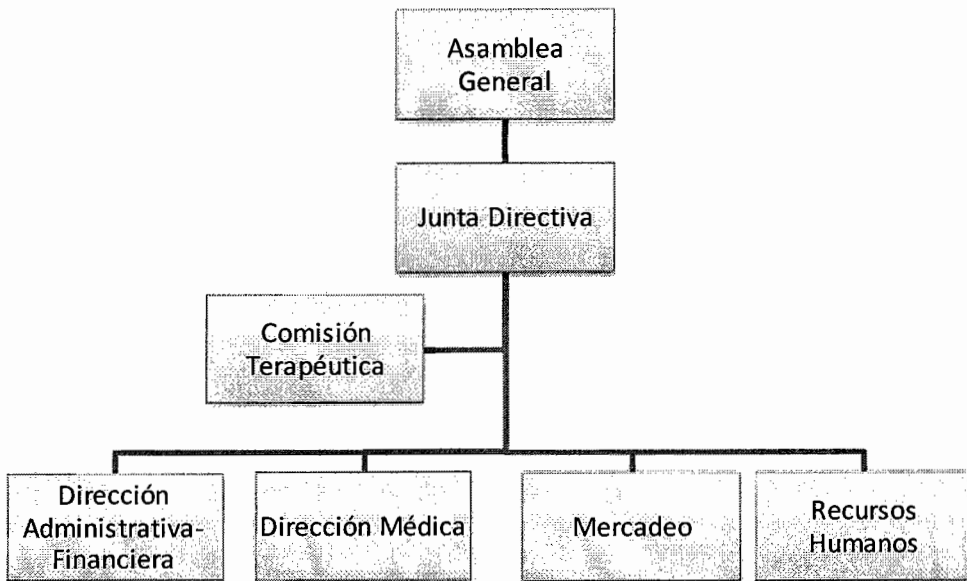 Asamblea
General
Junta Directiva
Comisión
Terapéutica
Dirección
Administrativa-
Financiera
Dirección Médica
Mercadeo
Recursos
Humanos